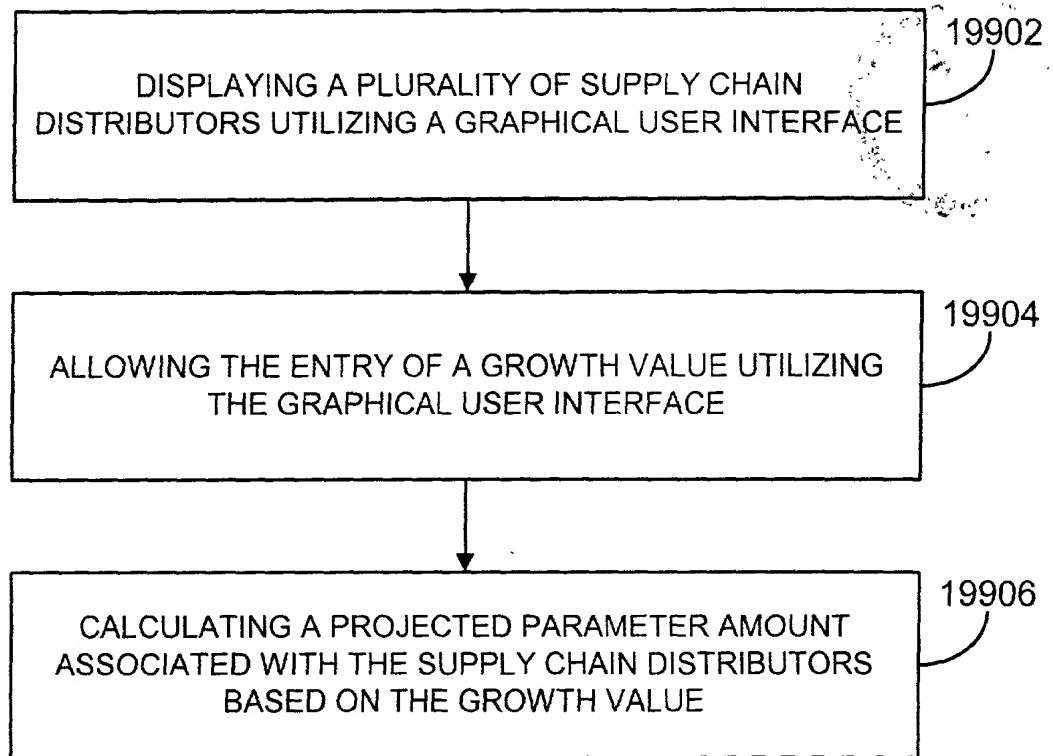 19902
DISPLAYING A PLURALITY OF SUPPLY CHAIN
DISTRIBUTORS UTILIZING A GRAPHICAL USER INTERFACE
19904
ALLOWING THE ENTRY OF A GROWTH VALUE UTILIZING
THE GRAPHICAL USER INTERFACE
19906
CALCULATING A PROJECTED PARAMETER AMOUNT
ASSOCIATED WITH THE SUPPLY CHAIN DISTRIBUTORS
BASED ON THE GROWTH VALUE